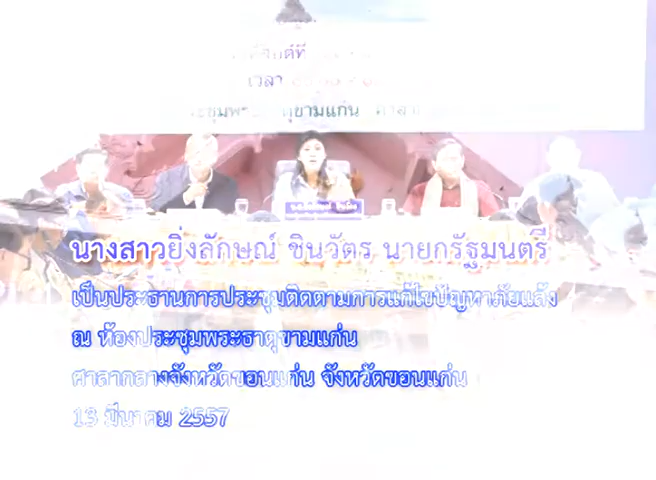 เวลา
นางสาวยิ่งลักษณ์ ชินวัตร นายกรัฐมนตรี
เป็นประธานการประชุมติดตามการแก้ไขปัญหาภัยแล้ง
ณ ห้องประชุมพระธาตุขามแก่น
ศาลากลางจังหวัดขอนแก่น จังหวัดขอนแก่น
13 มีนาคม 2557